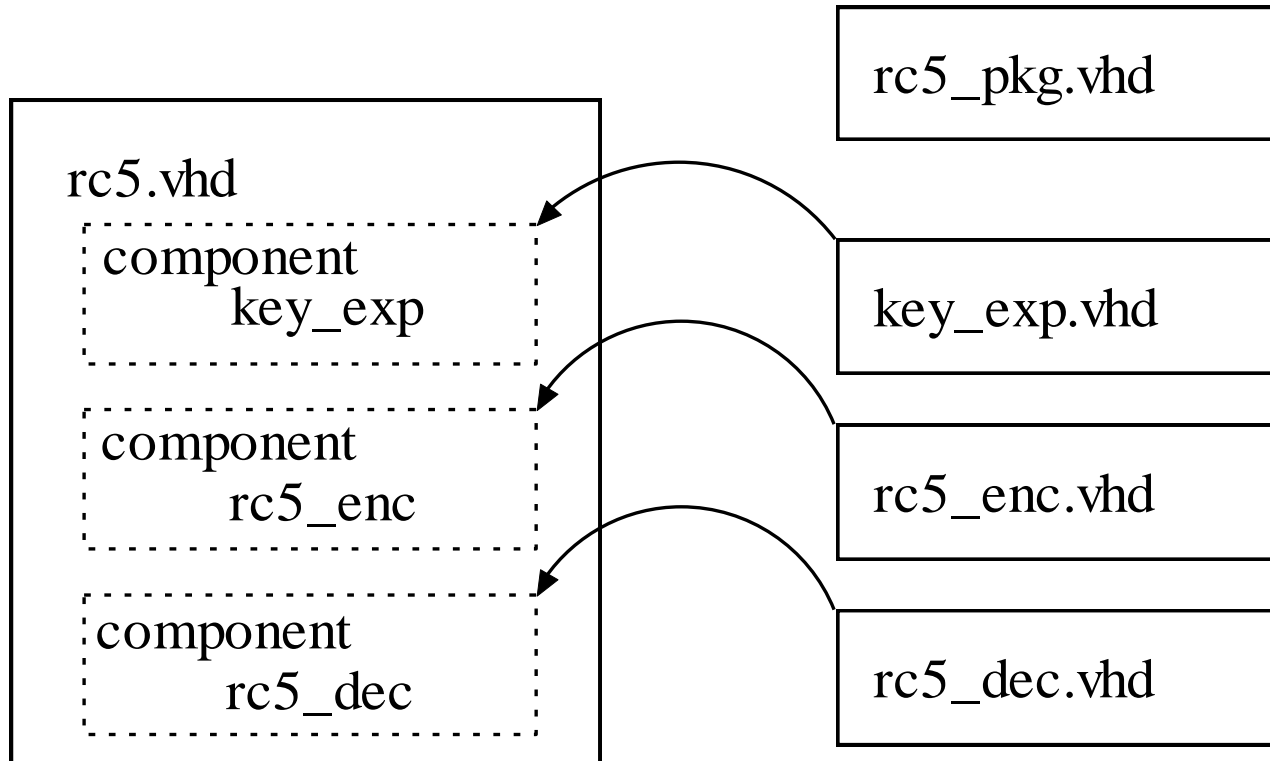 rc5_pkg.vhd
rc5.vhd
component
key_exp
component
rc5_enc
component
rc5_dec
key_exp.vhd
rc5_enc.vhd
rc5_dec.vhd